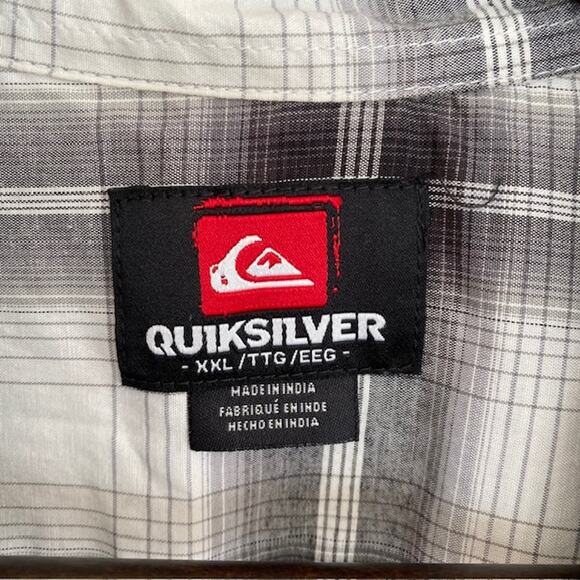 QUIKSILVER
- XXL / TTG / EEG -
MADE IN INDIA
FABRIQUÉ EN INDE
HECHO EN INDIA